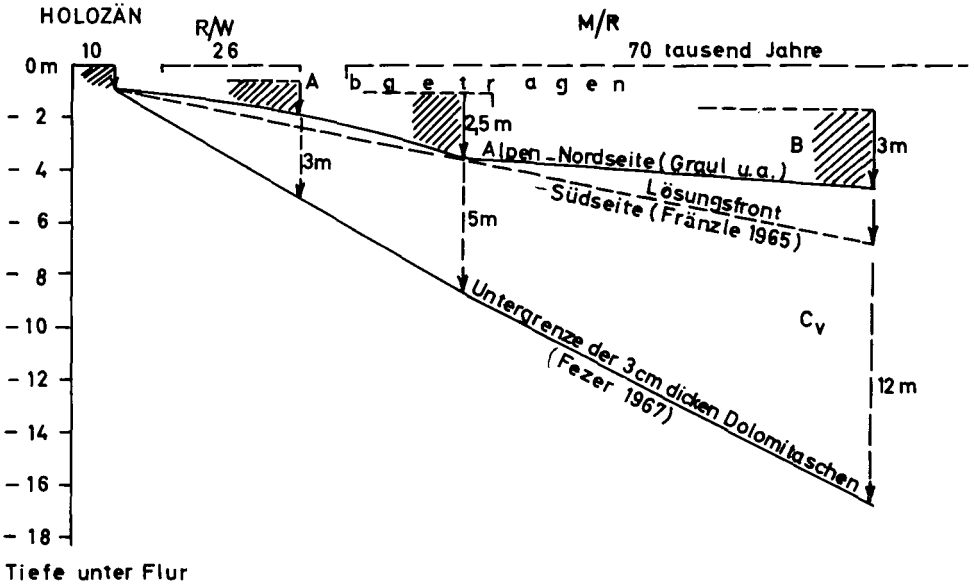 HOLOZÄN
R/W
M/R
10
26
70 tausend Jahre
0 m
A
b g e t r a g e n
- 2
2,5 m
B
3m
- 4
3m
Alpen-Nordseite (Graul u.a.)
- 6
5m
Lösungsfront
-Südseite (Fränzle 1965)
- 8
- 10
Untergrenze der 3cm dicken Dolomitaschen
(Fezer 1967)
Cv
- 12
12 m
- 14
- 16
- 18
Tiefe unter Flur